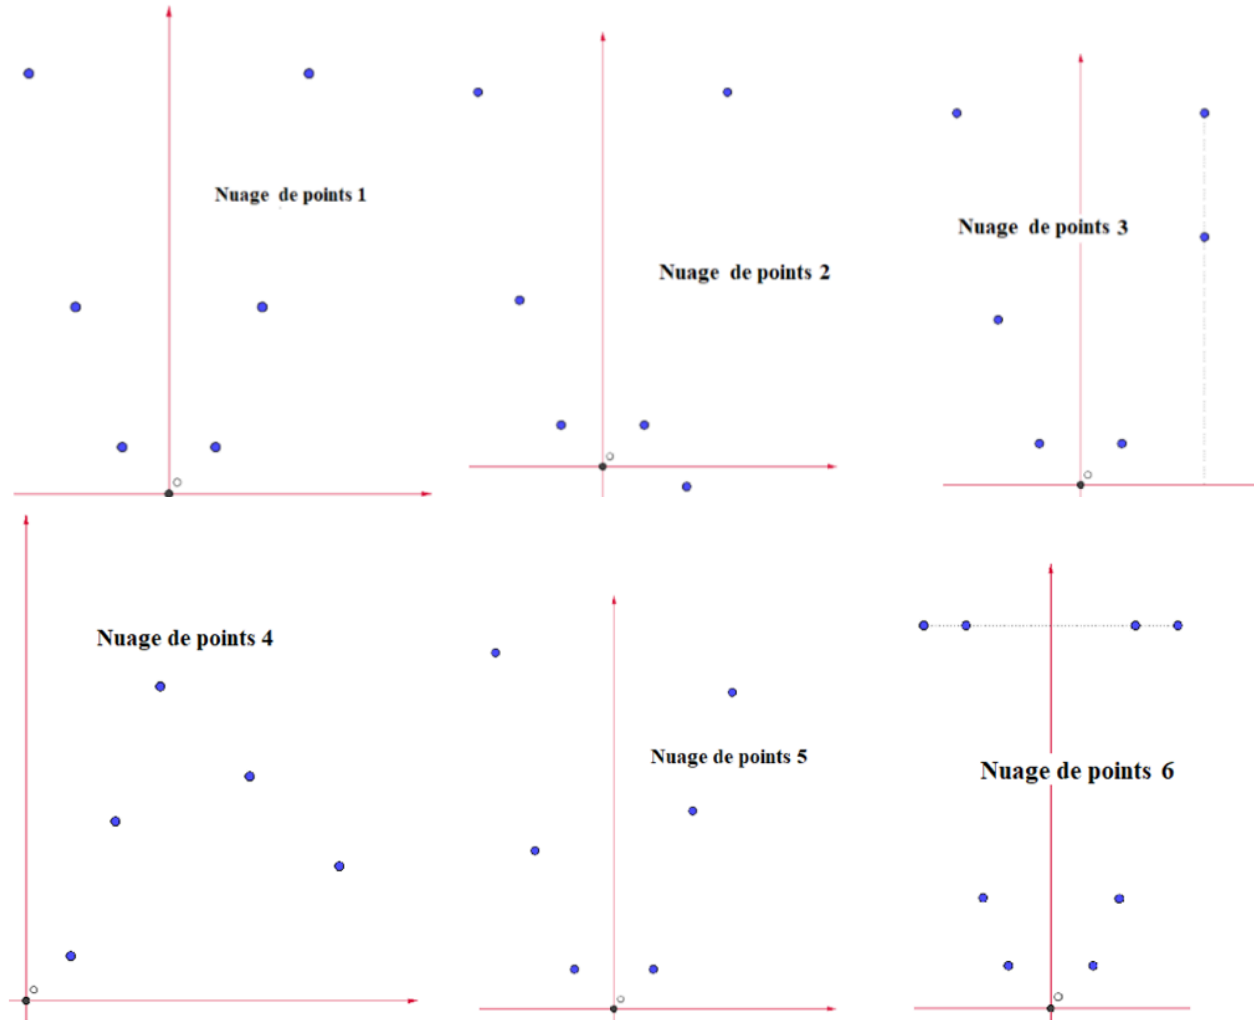 Nuage de points 1
O
Nuage de points 2
O
Nuage de points 3
O
Nuage de points 4
O
Nuage de points 5
O
Nuage de points 6
O